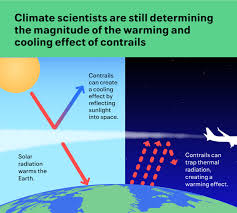 Climate scientists are still determining
the magnitude of the warming and
cooling effect of contrails
Contrails
can create
a cooling
effect by
reflecting
sunlight
into space.
Solar
radiation
warms the
Earth.
Contrails can
trap thermal
radiation,
creating a
warming effect.